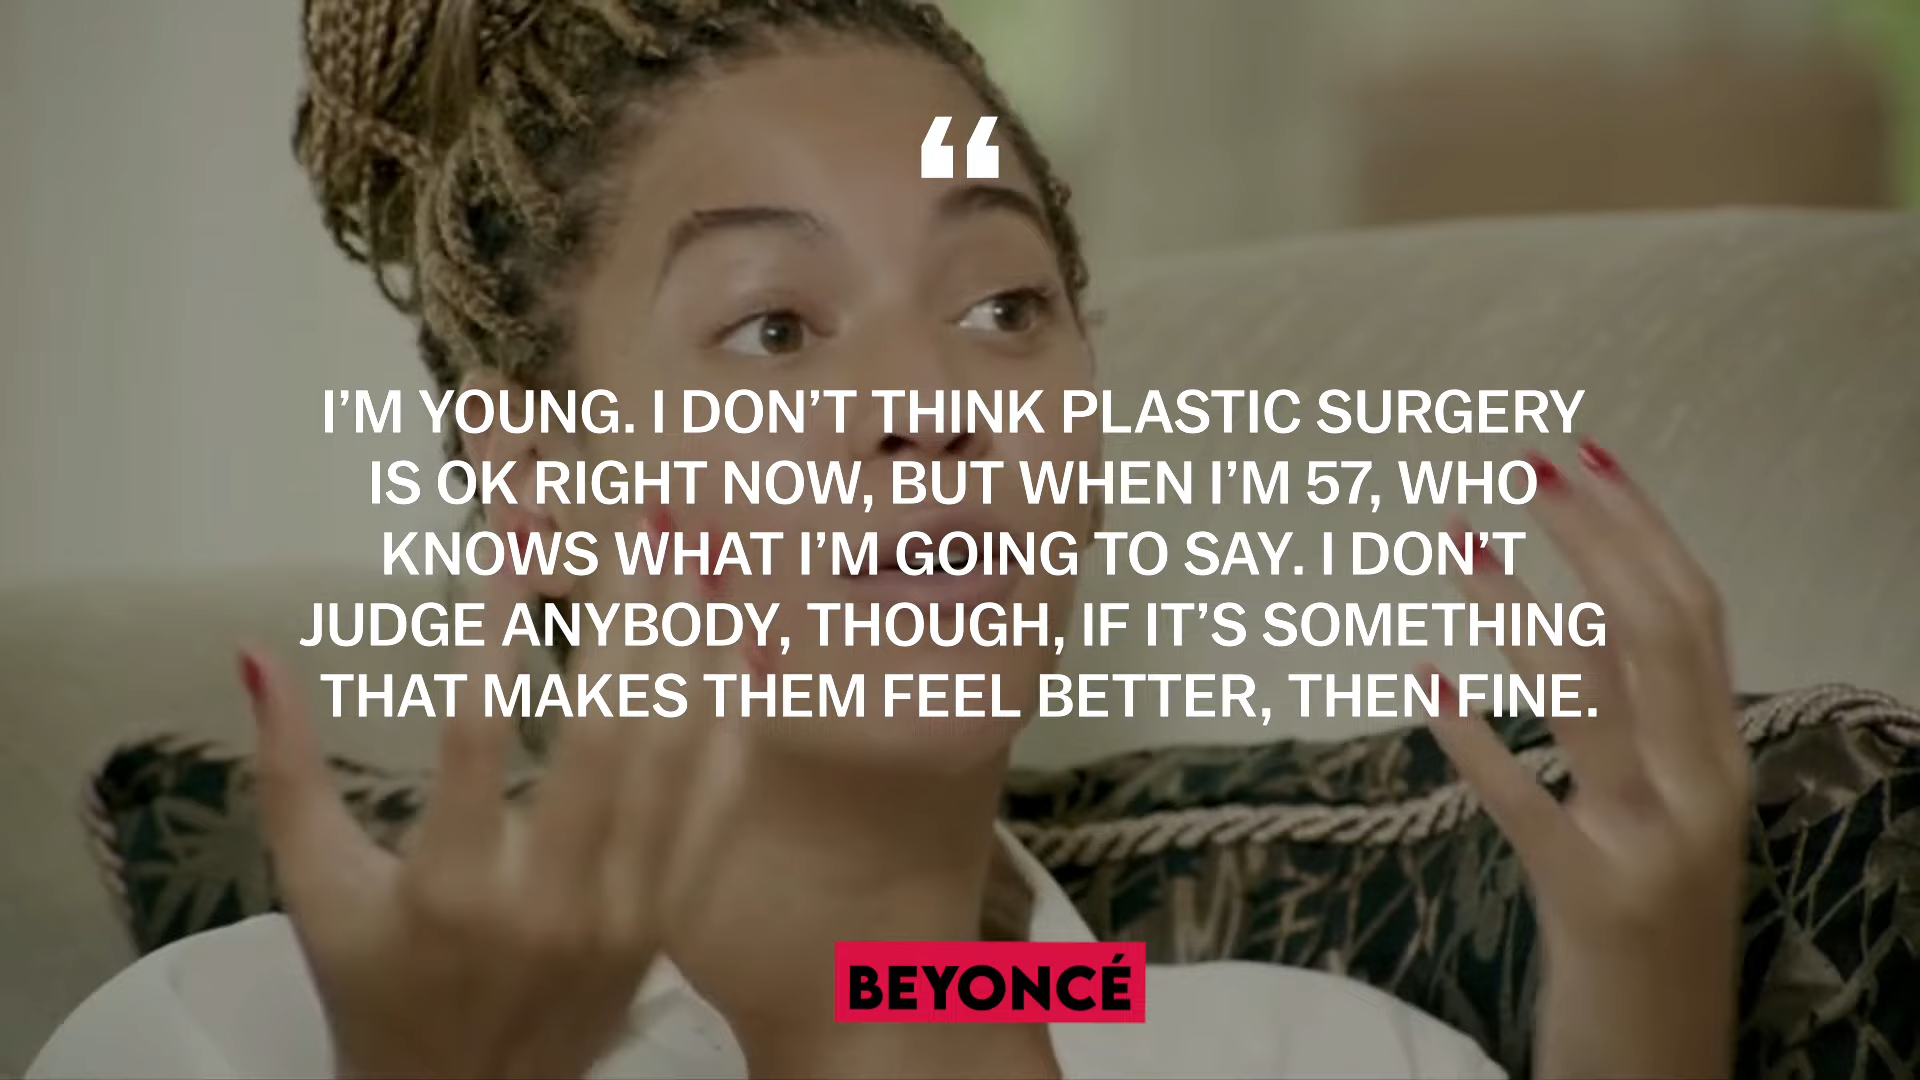 “
I’M YOUNG. I DON’T THINK PLASTIC SURGERY
IS OK RIGHT NOW, BUT WHEN I’M 57, WHO
KNOWS WHAT I’M GOING TO SAY. I DON’T
JUDGE ANYBODY, THOUGH, IF IT’S SOMETHING
THAT MAKES THEM FEEL BETTER, THEN FINE.
BEYONCÉ